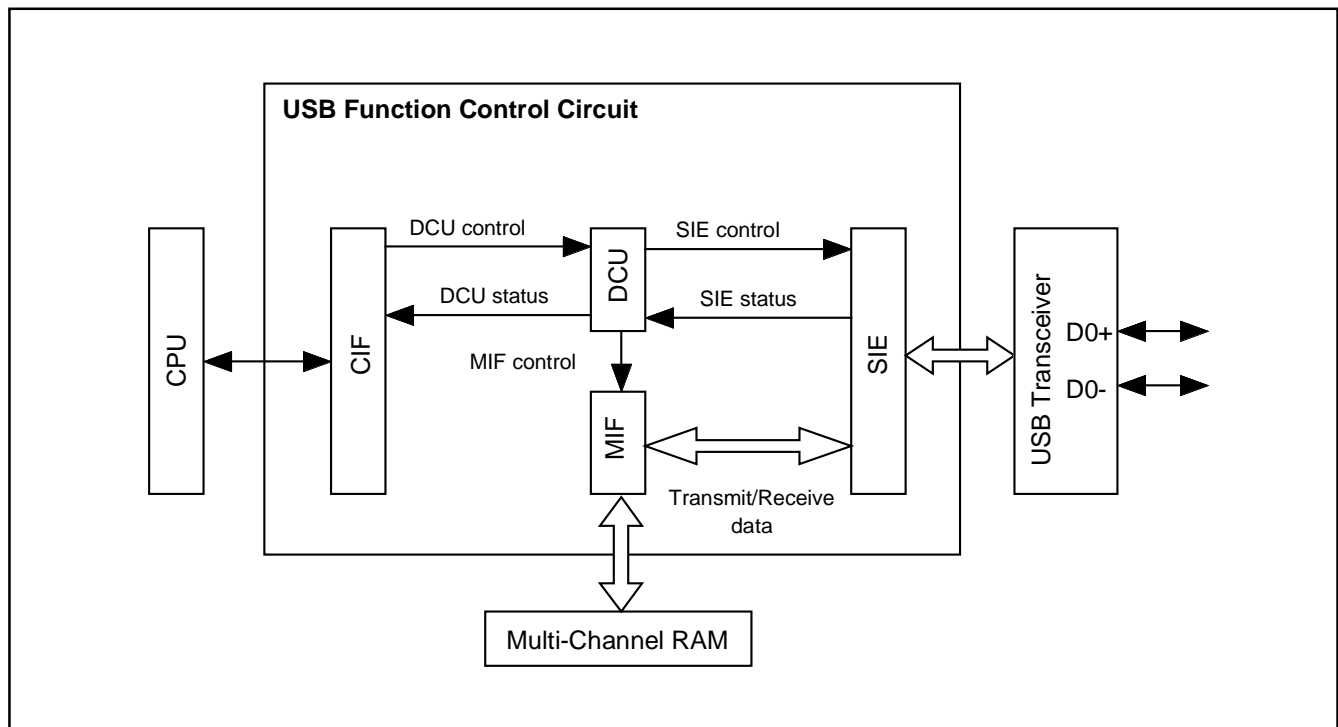 USB Function Control Circuit
DCU control
SIE control
DCU status
SIE status
MIF control
CPU
CIF
DCU
MIF
SIE
USB Transceiver
D0+
D0-
Transmit/Receive
data
Multi-Channel RAM